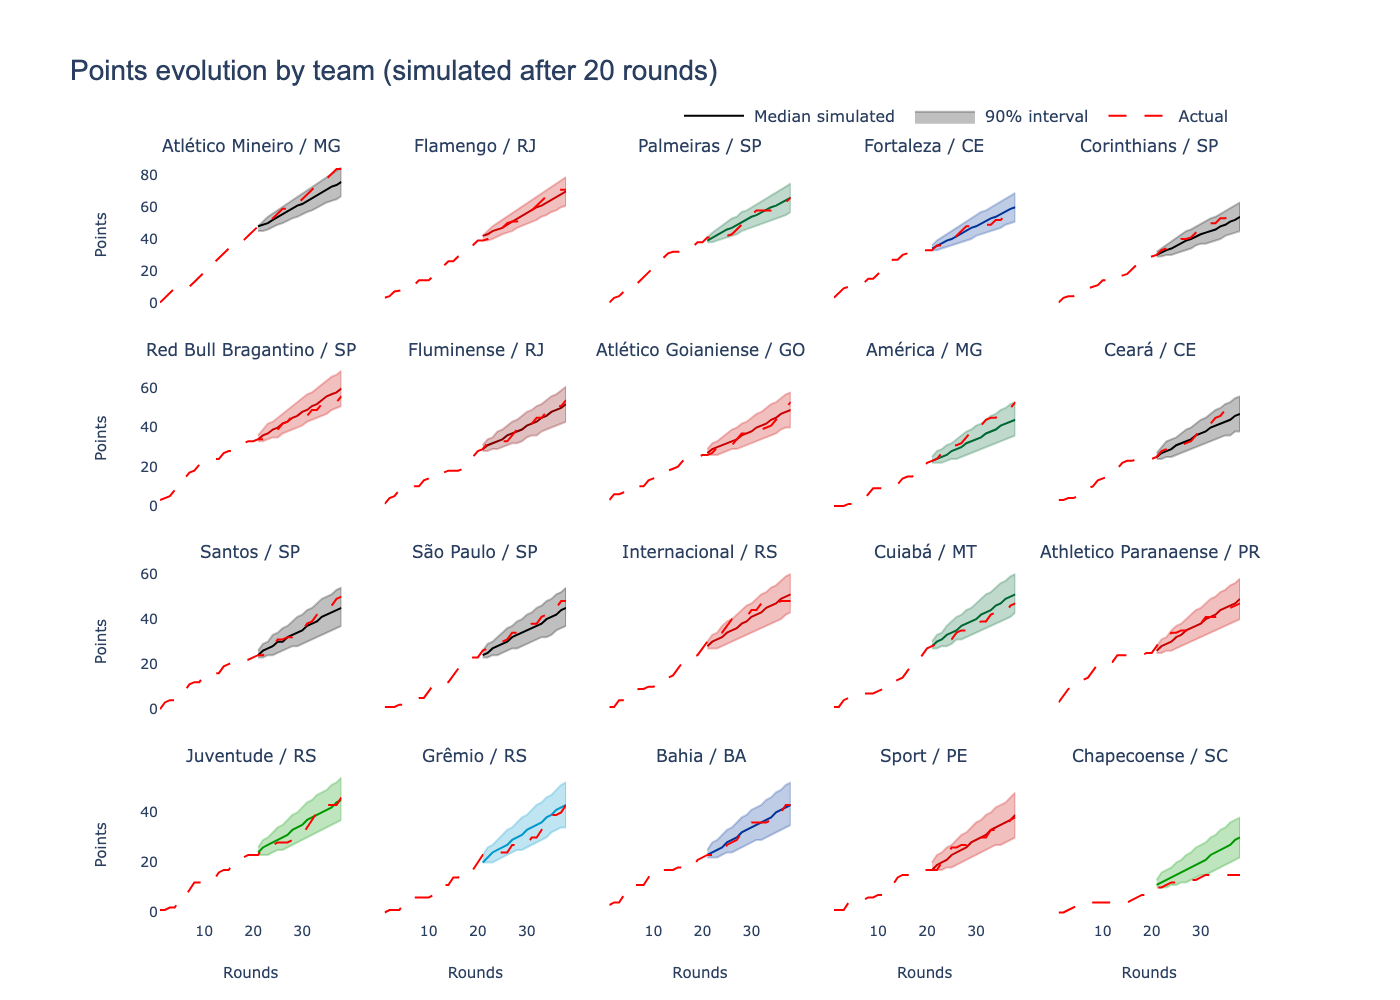 Points evolution by team (simulated after 20 rounds)
Median simulated 90% interval Actual
Atlético Mineiro / MG Flamengo / RJ Palmeiras / SP Fortaleza / CE Corinthians / SP
80
60
40
20
0
Points
Red Bull Bragantino / SP Fluminense / RJ Atlético Goianiense / GO América / MG Ceará / CE
60
40
20
0
Points
Santos / SP São Paulo / SP Internacional / RS Cuiabá / MT Athletico Paranaense / PR
60
40
20
0
Points
Juventude / RS Grêmio / RS Bahia / BA Sport / PE Chapecoense / SC
40
20
0
Points
10 20 30 10 20 30 10 20 30 10 20 30 10 20 30
Rounds Rounds Rounds Rounds Rounds